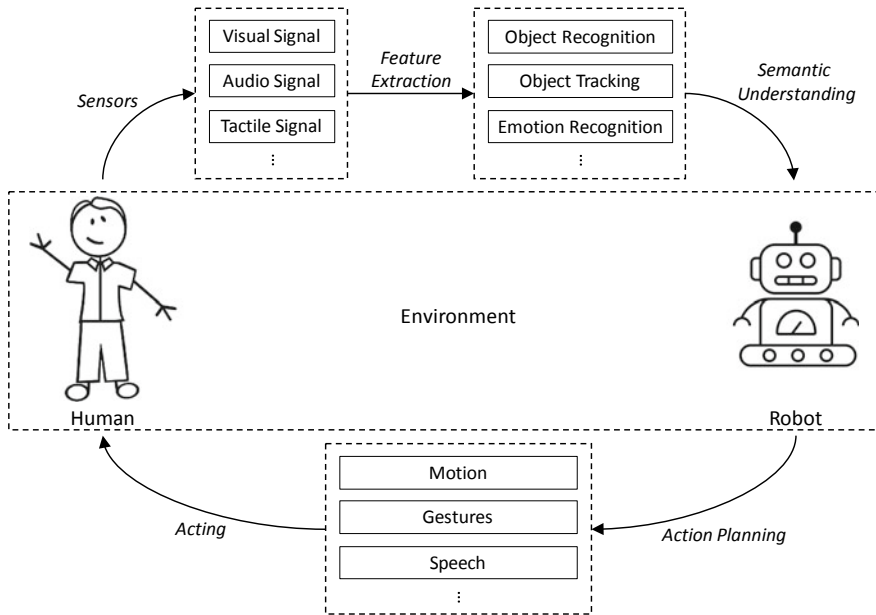 Visual Signal
Audio Signal
Tactile Signal
...
Sensors
Feature
Extraction
Object Recognition
Object Tracking
Emotion Recognition
...
Semantic
Understanding
Environment
Human
Robot
Motion
Gestures
Speech
...
Acting
Action Planning